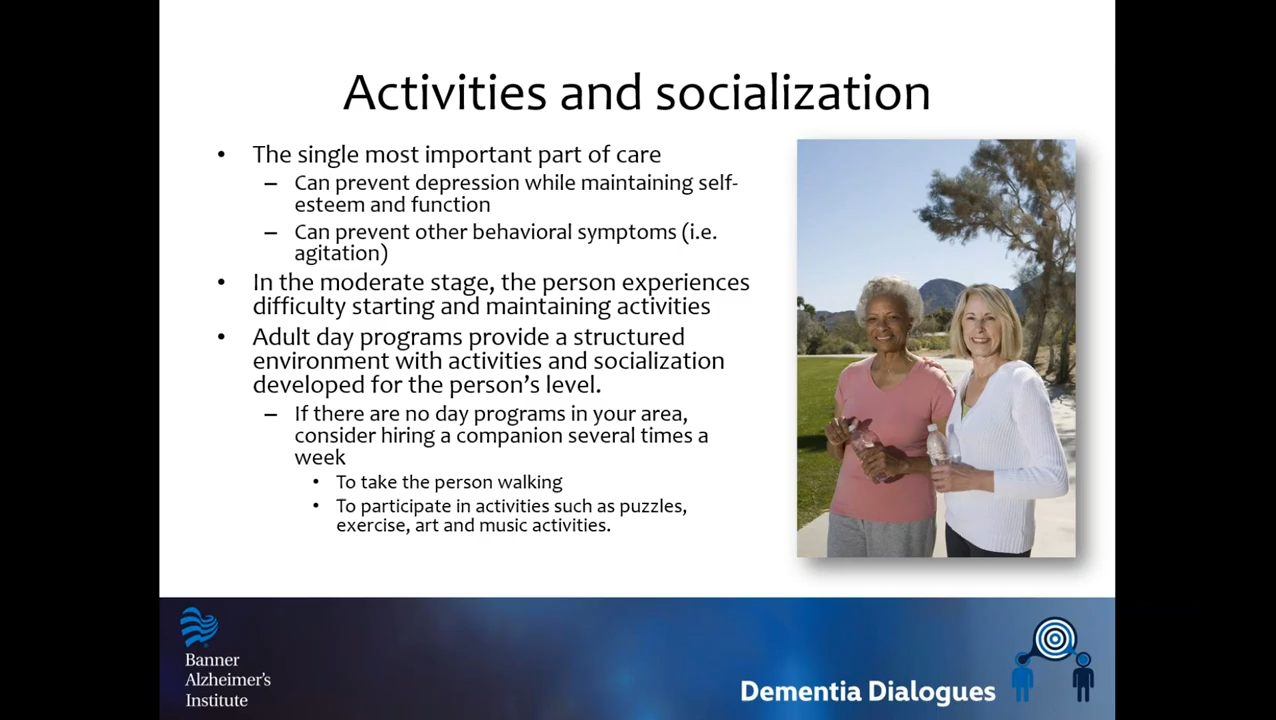 Activities and socialization
• The single most important part of care
– Can prevent depression while maintaining self-
esteem and function
– Can prevent other behavioral symptoms (i.e.
agitation)
• In the moderate stage, the person experiences
difficulty starting and maintaining activities
• Adult day programs provide a structured
environment with activities and socialization
developed for the person's level.
– If there are no day programs in your area,
consider hiring a companion several times a
week
• To take the person walking
• To participate in activities such as puzzles,
exercise, art and music activities.
Banner
Alzheimer's
Institute
Dementia Dialogues